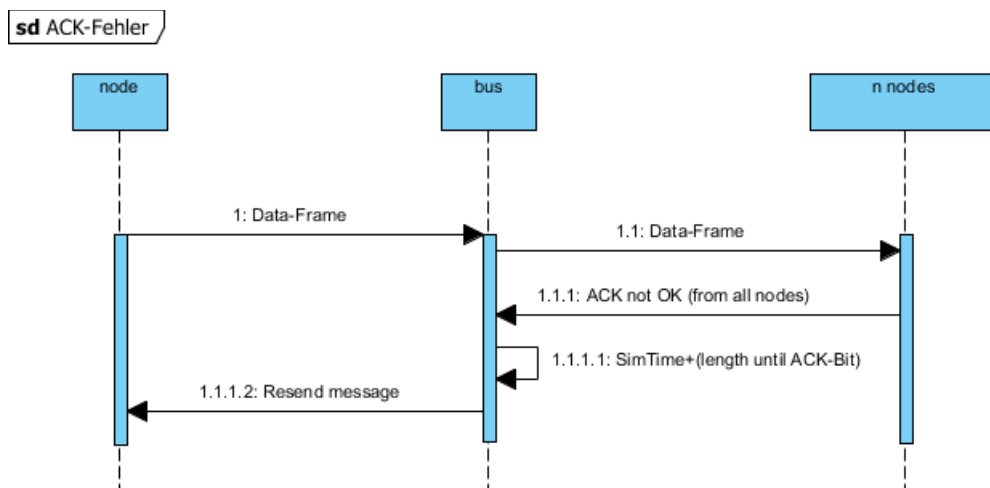 sd ACK-Fehler
node
bus
n nodes
1: Data-Frame
1.1: Data-Frame
1.1.1: ACK not OK (from all nodes)
1.1.1.1: SimTime+(length until ACK-Bit)
1.1.1.2: Resend message